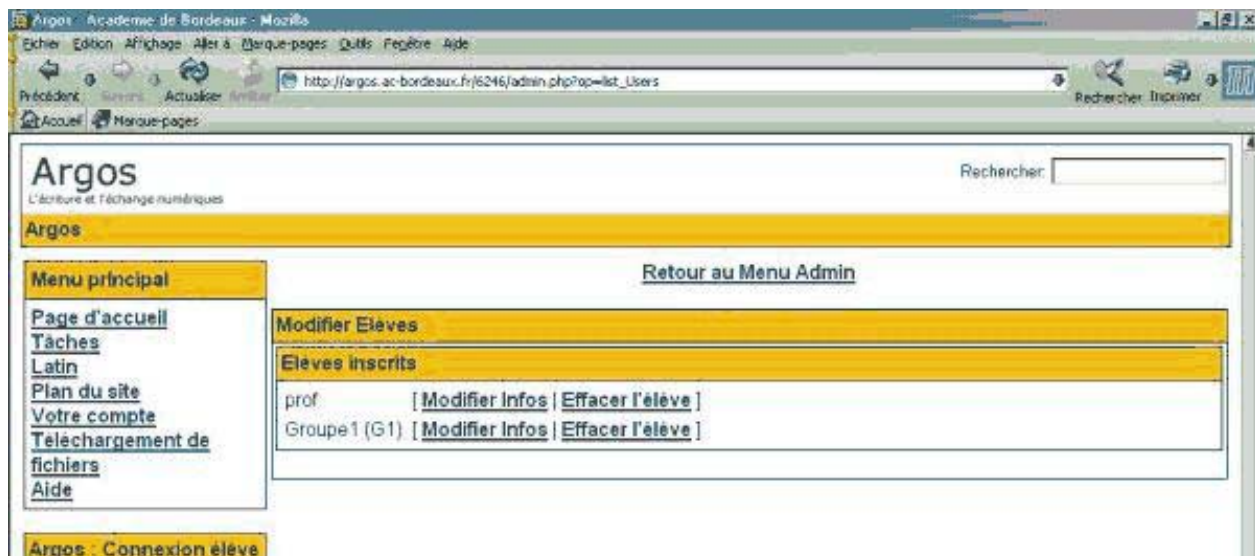 Argos - Academie de Bordeaux - Mozilla
Fichier Edition Affichage Aller à Marque-pages Outils Fenêtre Aide
Précédent Suivant Actualiser Arrêter http://argos.ac-bordeaux.fr/6246/admin.php?op=list_Users Rechercher Imprimer
Accueil Marque-pages
Argos
L'écriture et l'échange numériques
Rechercher:
Argos
Menu principal
Page d'accueil
Tâches
Latin
Plan du site
Votre compte
Téléchargement de
fichiers
Aide
Argos : Connexion élève
Retour au Menu Admin
Modifier Elèves
Elèves inscrits
prof [ Modifier Infos | Effacer l'élève ]
Groupe1 (G1) [ Modifier Infos | Effacer l'élève ]